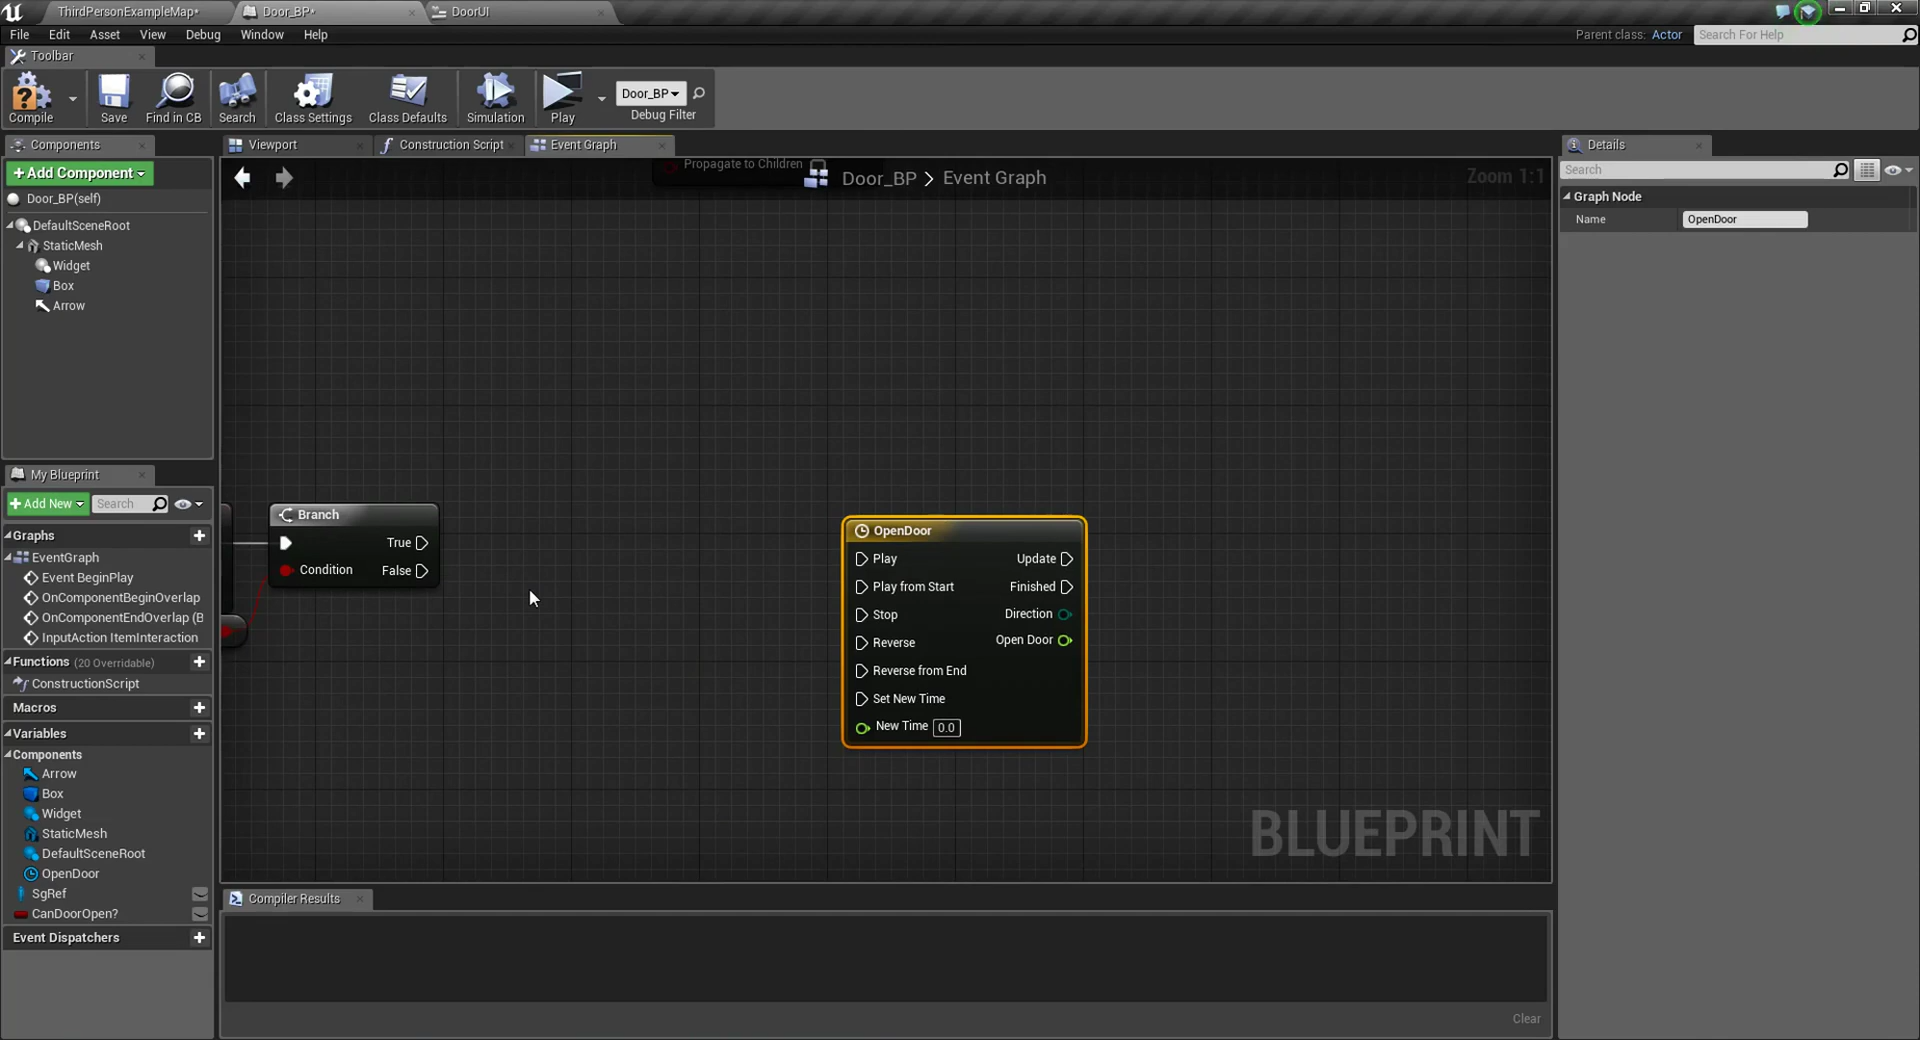 ThirdPersonExampleMap*
Door_BP*
DoorUI
File
Edit
Asset
View
Debug
Window
Help
Parent class: Actor
Search For Help
Toolbar
Compile
Save
Find in CB
Search
Class Settings
Class Defaults
Simulation
Play
Door_BP
Debug Filter
Components
Viewport
Construction Script
Event Graph
Details
+Add Component
Propagate to Children
Door_BP > Event Graph
Zoom 1:1
Search
Door_BP(self)
Graph Node
Name
OpenDoor
DefaultSceneRoot
StaticMesh
Widget
Box
Arrow
My Blueprint
+Add New
Search
Graphs
EventGraph
Event BeginPlay
OnComponentBeginOverlap
OnComponentEndOverlap (B
InputAction ItemInteraction
Functions (20 Overridable)
ConstructionScript
Macros
Variables
Components
Arrow
Box
Widget
StaticMesh
DefaultSceneRoot
OpenDoor
SgRef
CanDoorOpen?
Event Dispatchers
Branch
True
Condition
False
OpenDoor
Play
Update
Play from Start
Finished
Stop
Direction
Reverse
Open Door
Reverse from End
Set New Time
New Time 0.0
BLUEPRINT
Compiler Results
Clear